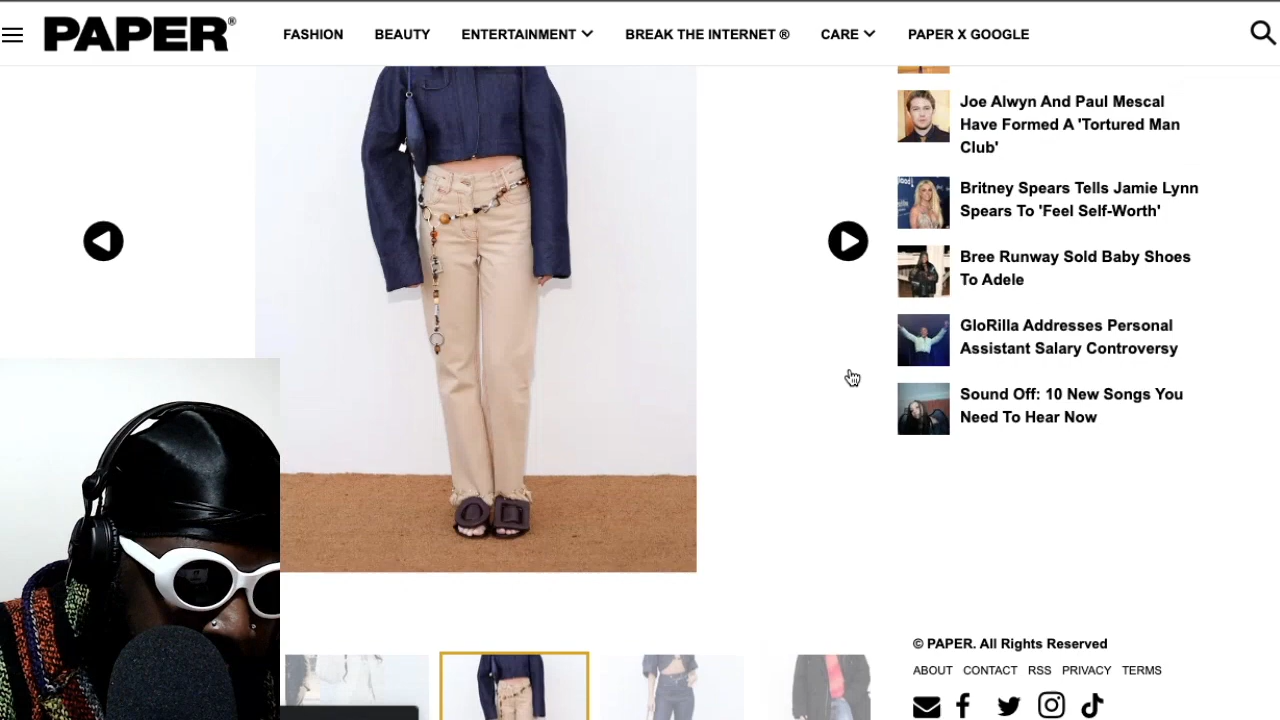 PAPER®
FASHION
BEAUTY
ENTERTAINMENT
BREAK THE INTERNET ®
CARE
PAPER X GOOGLE
Joe Alwyn And Paul Mescal
Have Formed A 'Tortured Man
Club'
Britney Spears Tells Jamie Lynn
Spears To 'Feel Self-Worth'
Bree Runway Sold Baby Shoes
To Adele
GloRilla Addresses Personal
Assistant Salary Controversy
Sound Off: 10 New Songs You
Need To Hear Now
© PAPER. All Rights Reserved
ABOUT CONTACT RSS PRIVACY TERMS